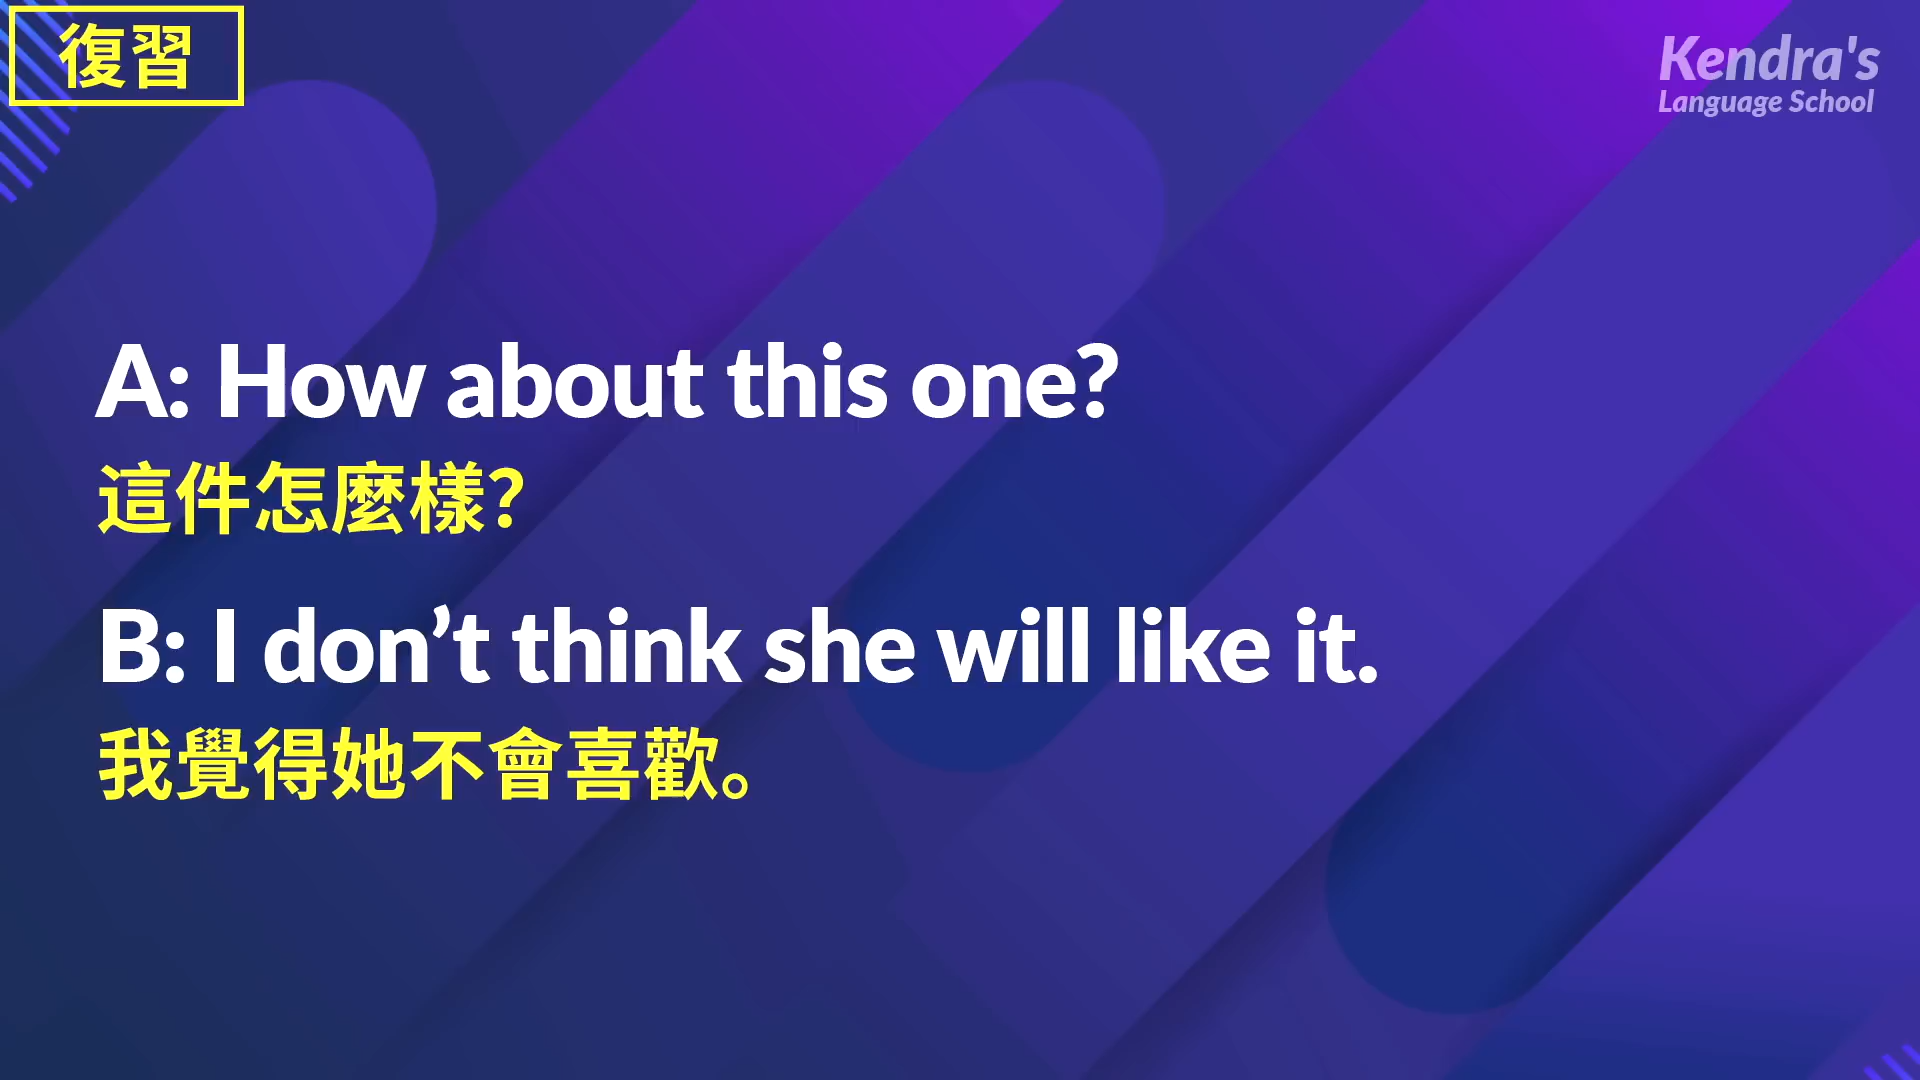 復習
Kendra's
Language School
A: How about this one?
這件怎麼樣?
B: I don’t think she will like it.
我覺得她不會喜歡。